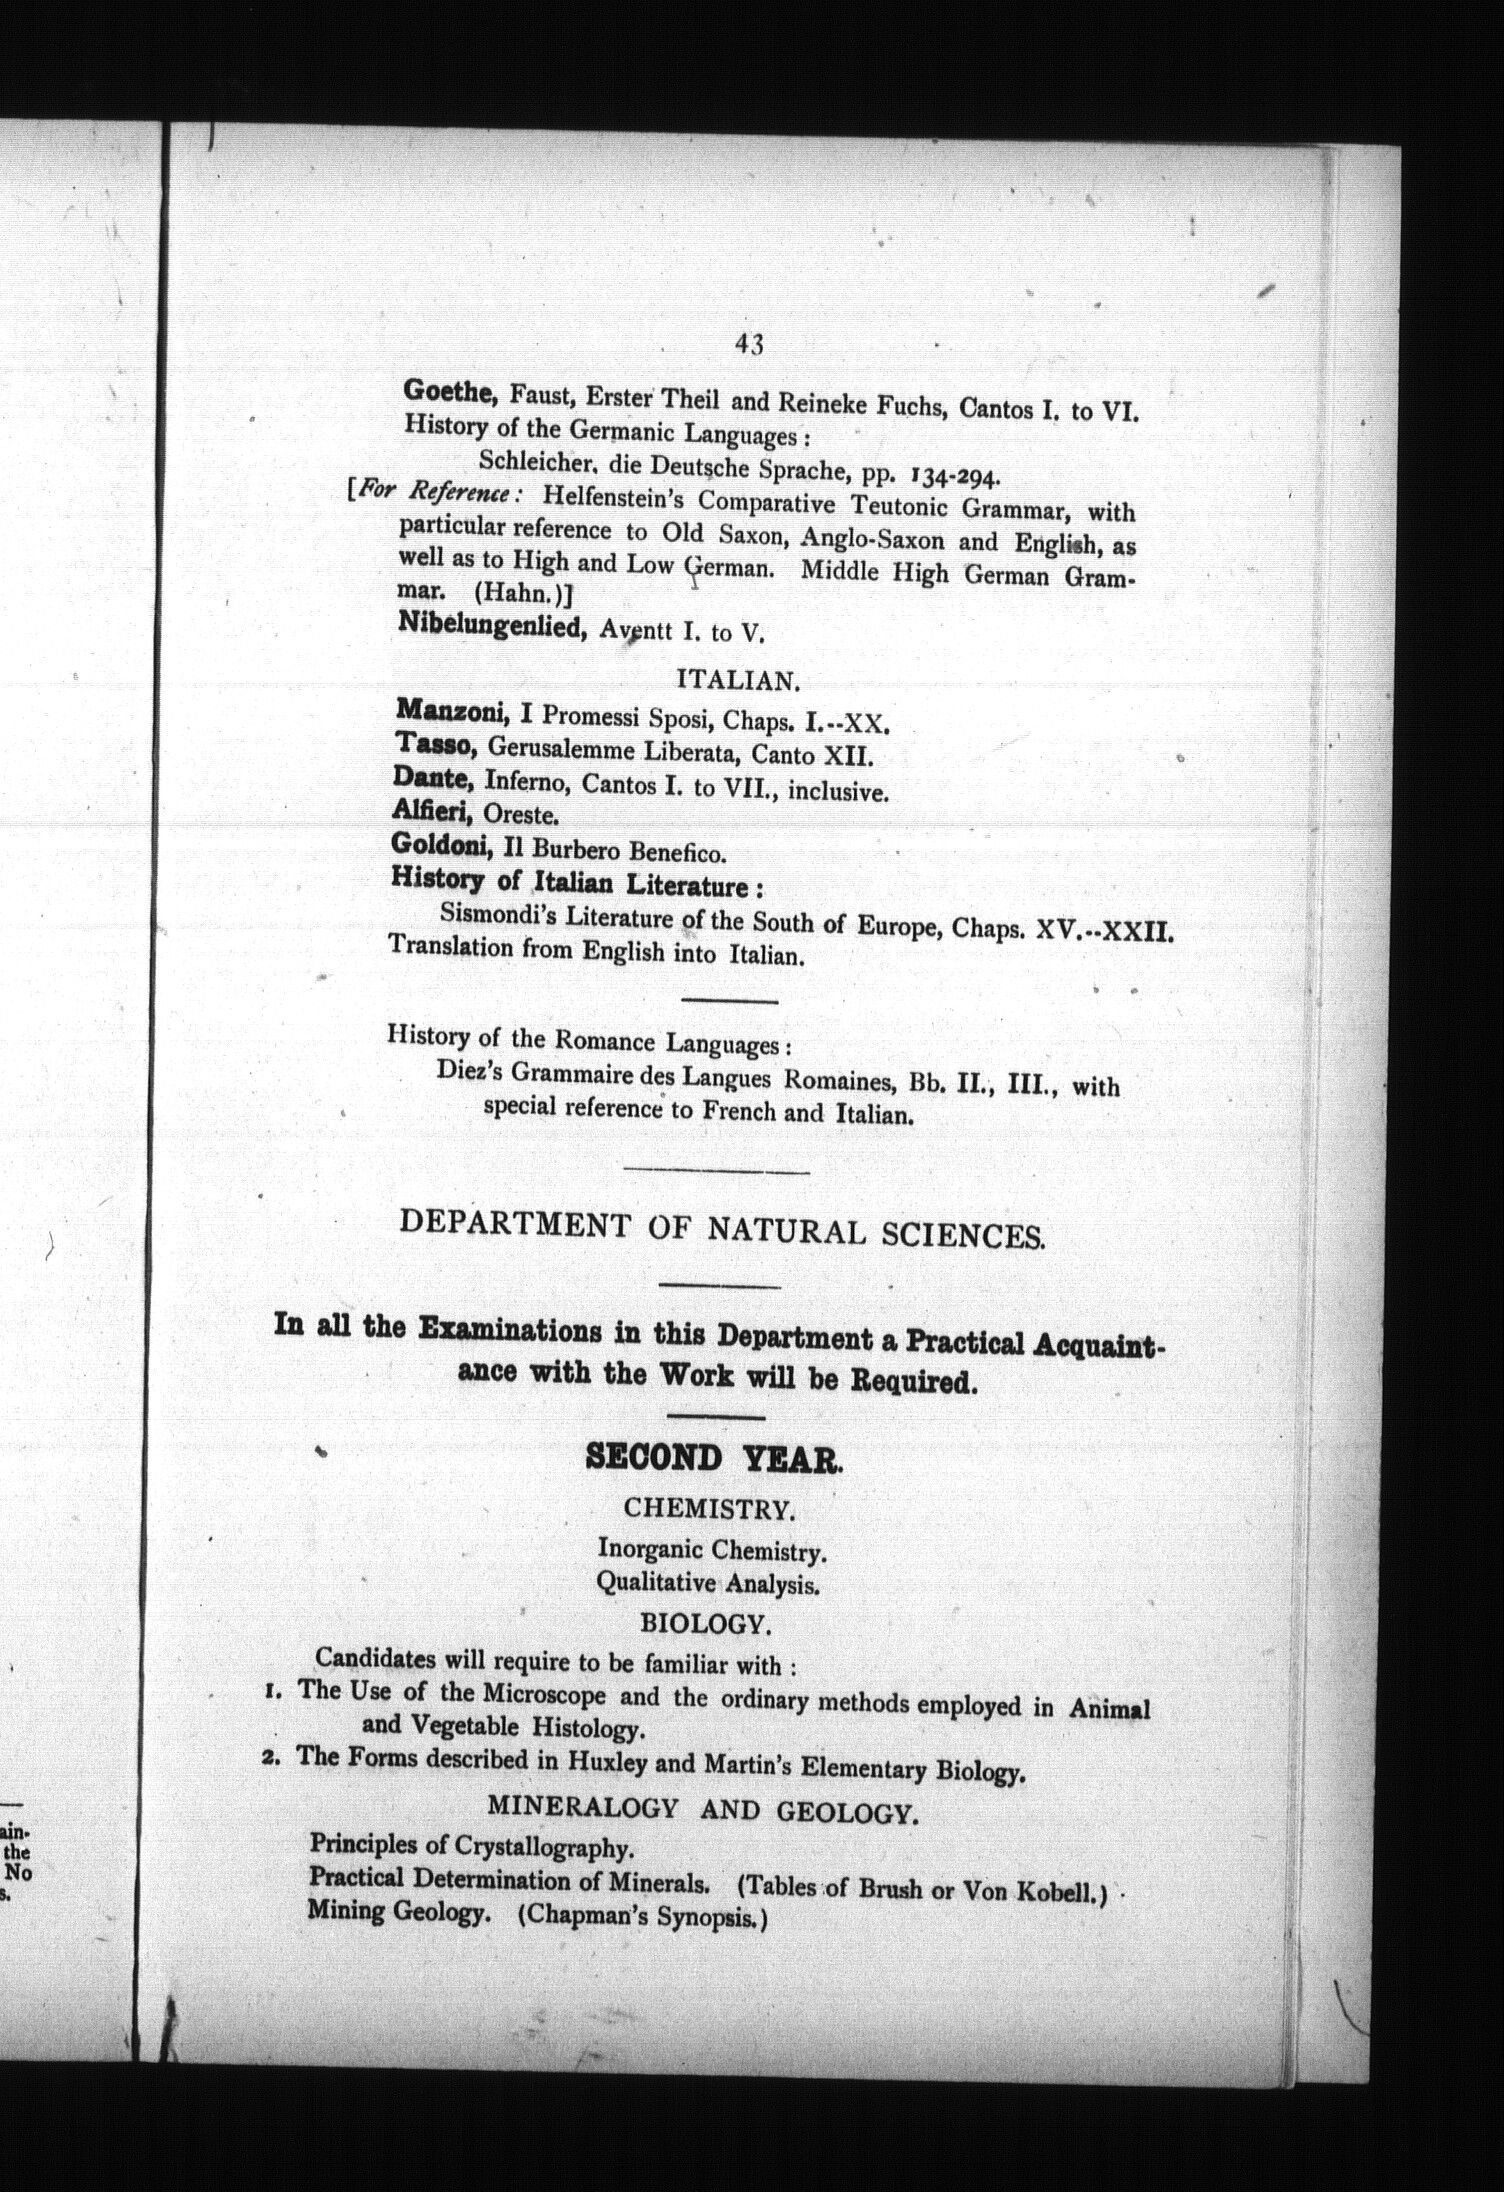 43
Goethe, Faust, Erster Theil and Reineke Fuchs, Cantos I. to VI.
History of the Germanic Languages :
Schleicher, die Deutsche Sprache, pp. 134-294.
[For Reference: Helfenstein's Comparative Teutonic Grammar, with
particular reference to Old Saxon, Anglo-Saxon and English, as
well as to High and Low German. Middle High German Gram-
mar. (Hahn.)]
Nibelungenlied, Aventt I. to V.
ITALIAN.
Manzoni, I Promessi Sposi, Chaps. I.--XX.
Tasso, Gerusalemme Liberata, Canto XII.
Dante, Inferno, Cantos I. to VII., inclusive.
Alfieri, Oreste.
Goldoni, Il Burbero Benefico.
History of Italian Literature :
Sismondi's Literature of the South of Europe, Chaps. XV.--XXII.
Translation from English into Italian.
History of the Romance Languages :
Diez's Grammaire des Langues Romaines, Bb. II., III., with
special reference to French and Italian.
DEPARTMENT OF NATURAL SCIENCES.
In all the Examinations in this Department a Practical Acquaint-
ance with the Work will be Required.
SECOND YEAR.
CHEMISTRY.
Inorganic Chemistry.
Qualitative Analysis.
BIOLOGY.
Candidates will require to be familiar with :
1. The Use of the Microscope and the ordinary methods employed in Animal
and Vegetable Histology.
2. The Forms described in Huxley and Martin's Elementary Biology.
MINERALOGY AND GEOLOGY.
Principles of Crystallography.
Practical Determination of Minerals. (Tables of Brush or Von Kobell.)
Mining Geology. (Chapman's Synopsis.)
ain-
the
No
s.